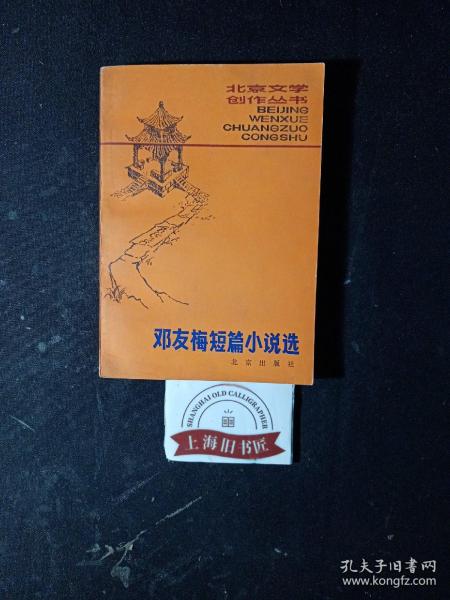 北京文学
创作丛书
BEIJING
WENXUE
CHUANGZUO
CONGSHU
邓友梅短篇小说选
北京出版社
SHANGHAI OLD CALLIGRAPHER
上海旧书匠
孔夫子旧书网
www.kongfz.com